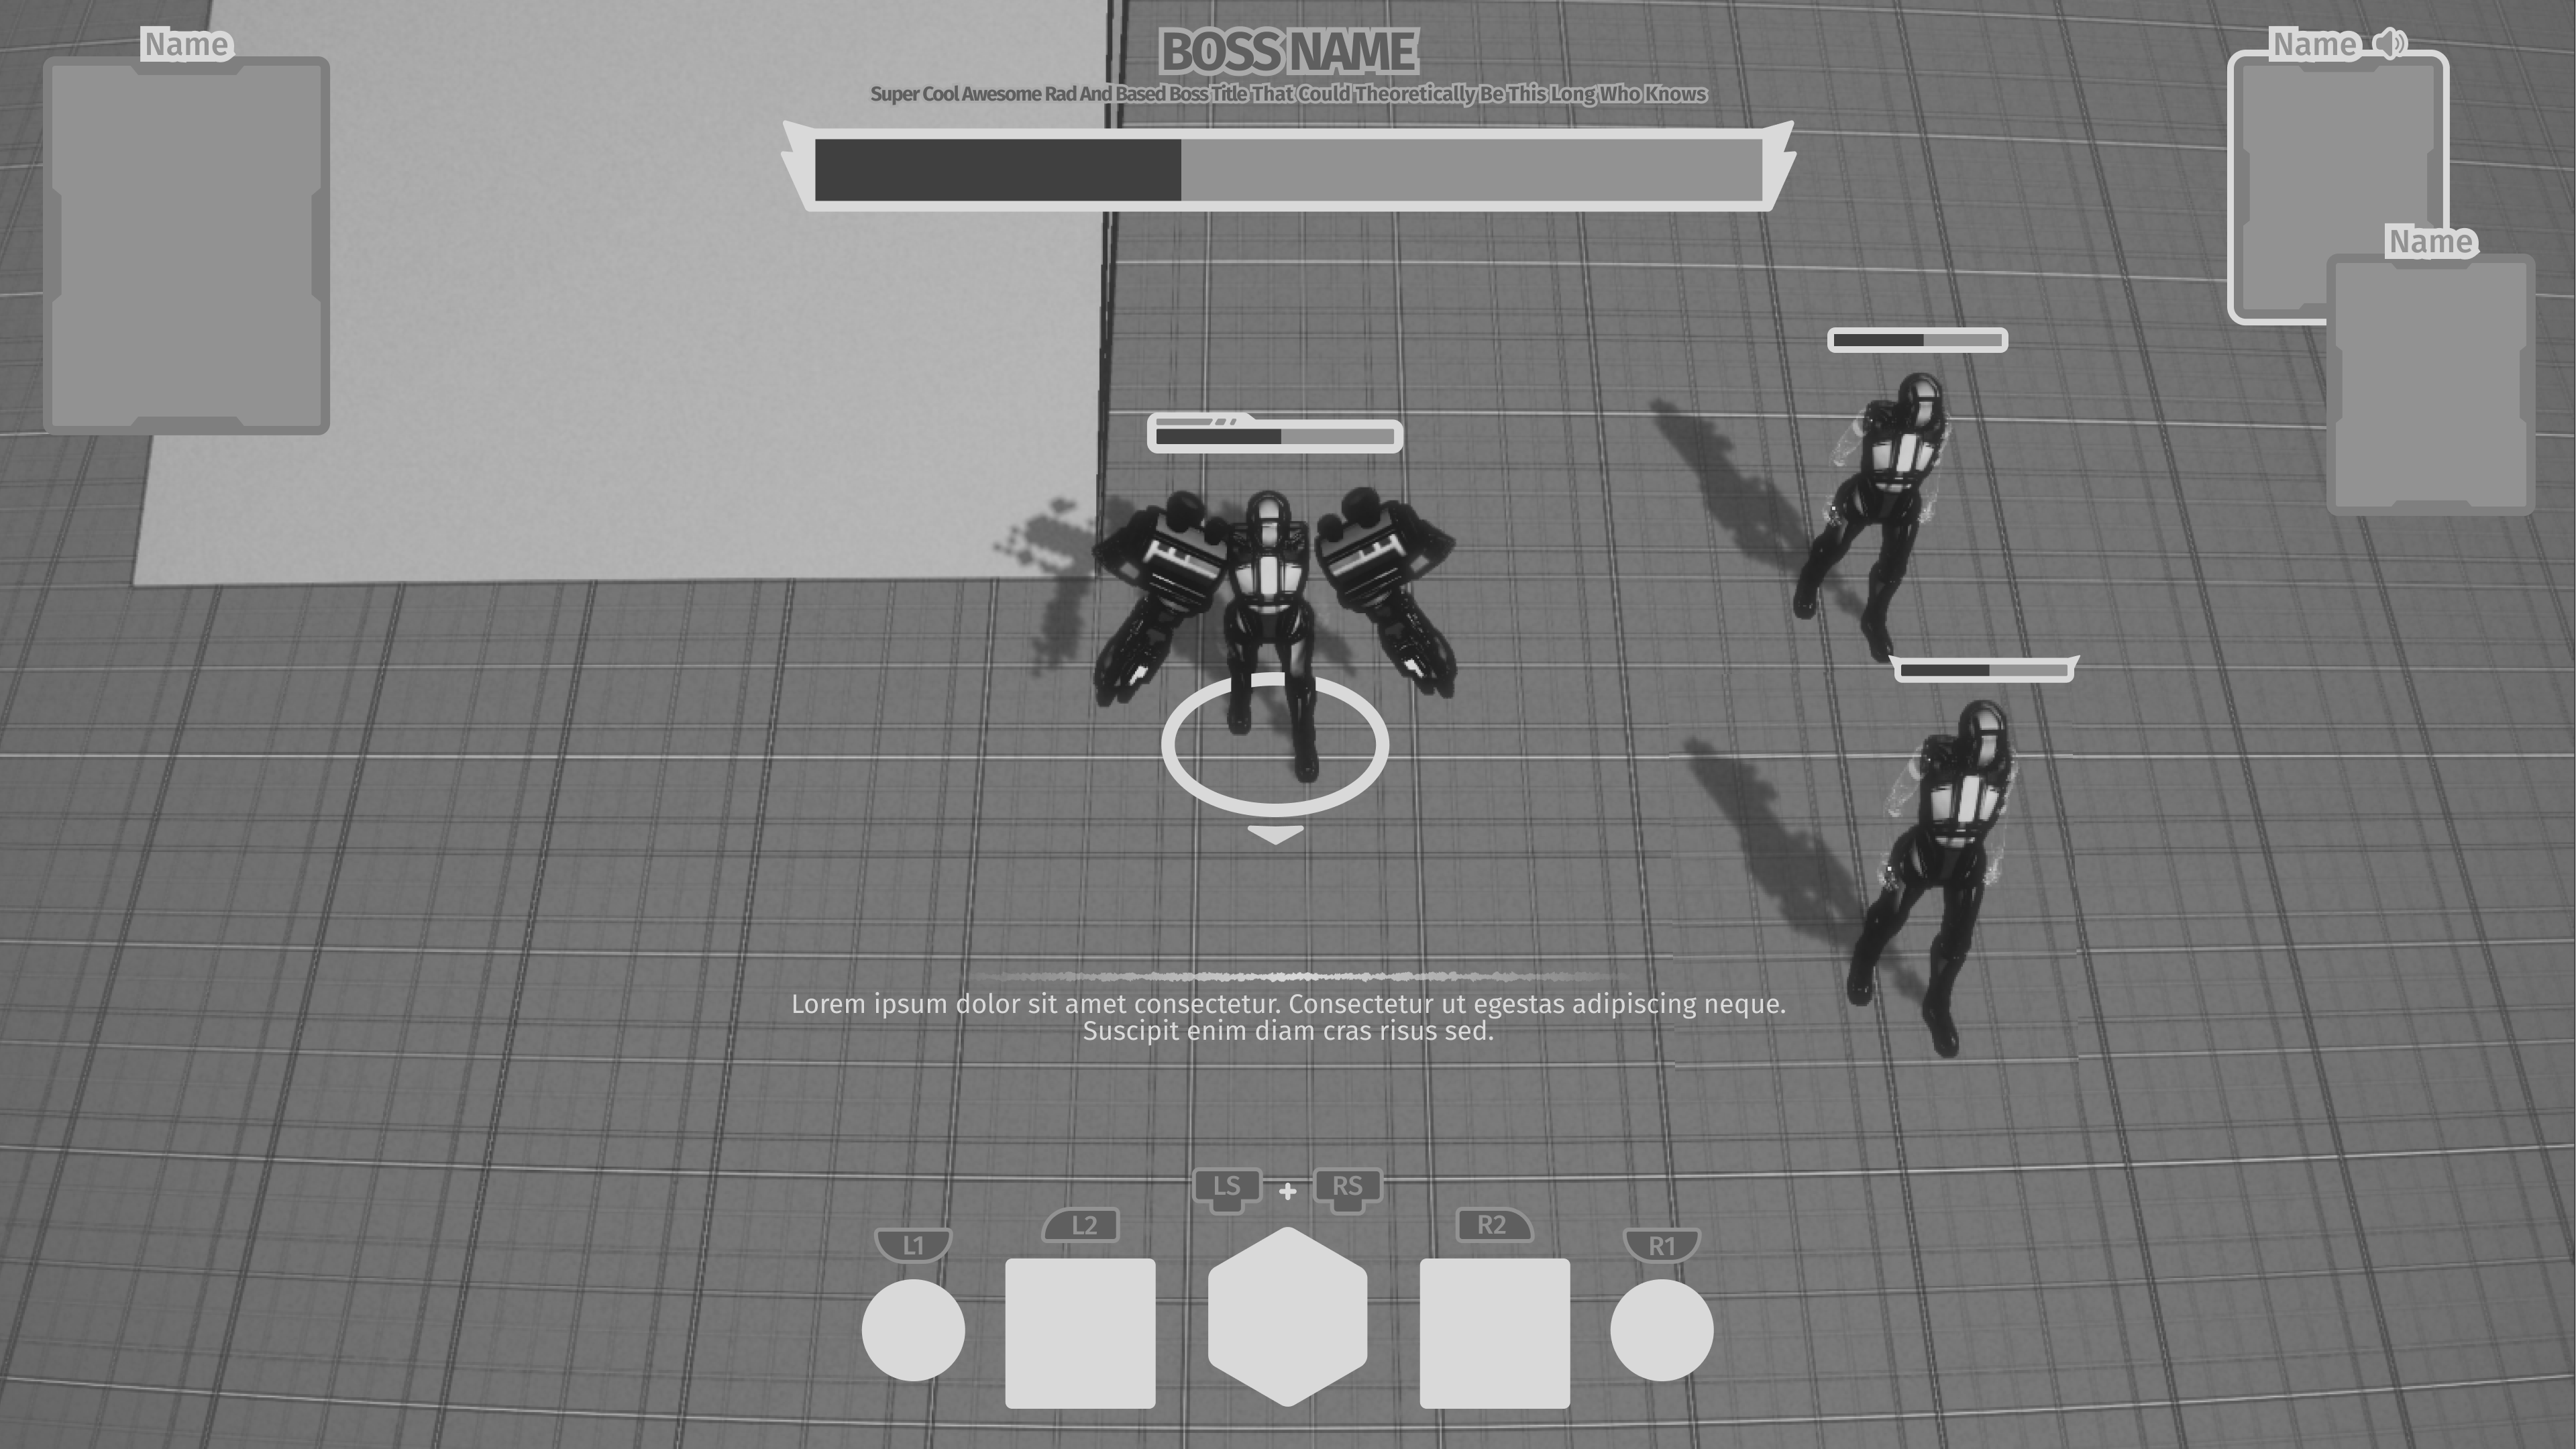 Name
BOSS NAME
Name
Super Cool Awesome Rad And Based Boss Title That Could Theoretically Be This Long Who Knows
Name
Lorem ipsum dolor sit amet consectetur. Consectetur ut egestas adipiscing neque.
Suscipit enim diam cras risus sed.
LS + RS
L1 L2 R2 R1